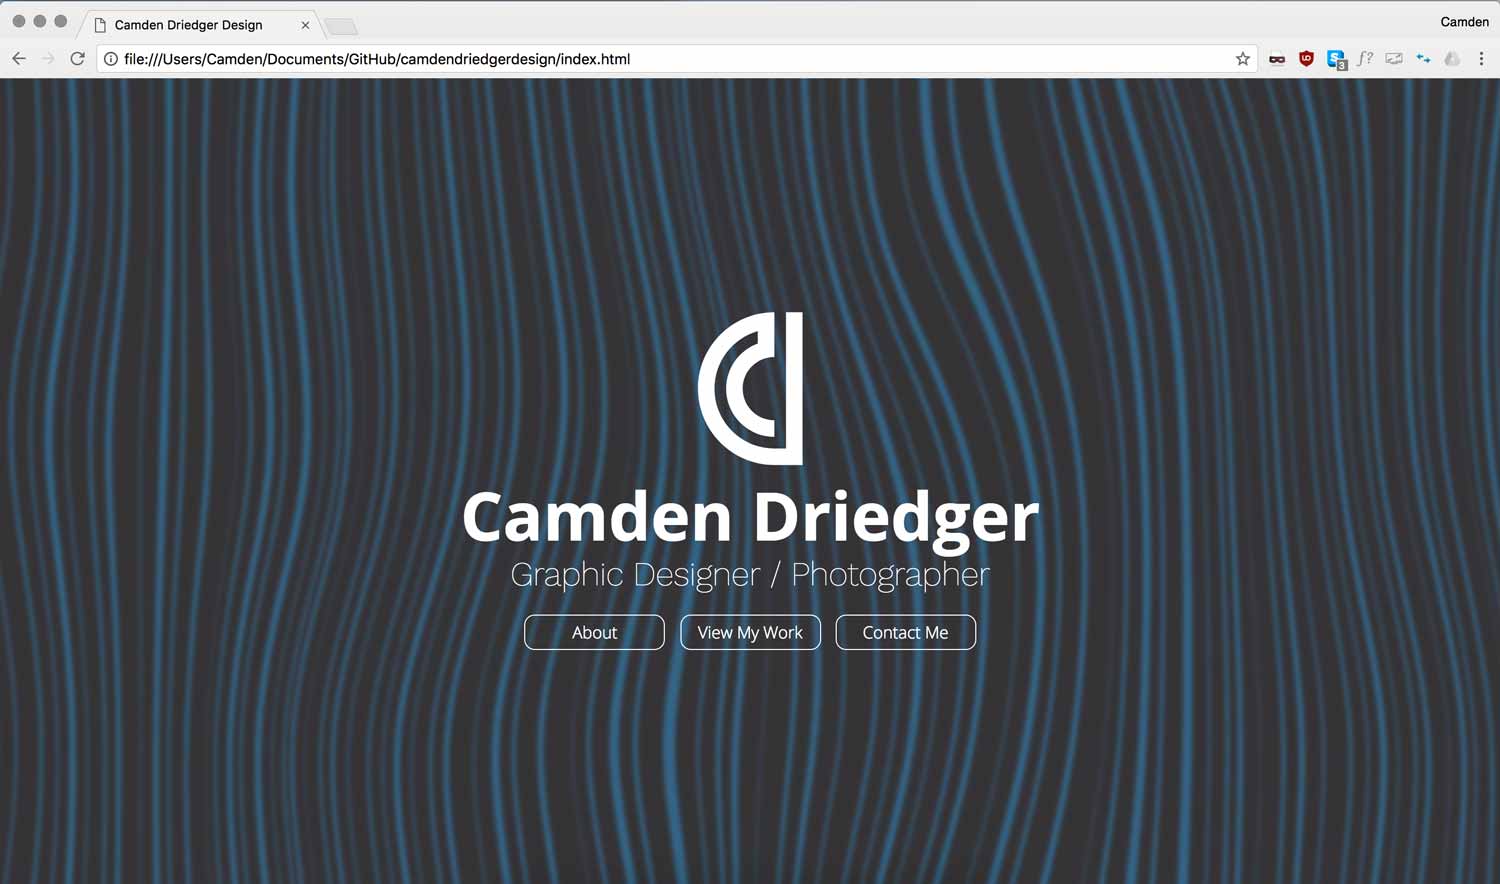 Camden Driedger Design
Camden
file:///Users/Camden/Documents/GitHub/camdendriedgerdesign/index.html
3
f?
Camden Driedger
Graphic Designer / Photographer
About
View My Work
Contact Me